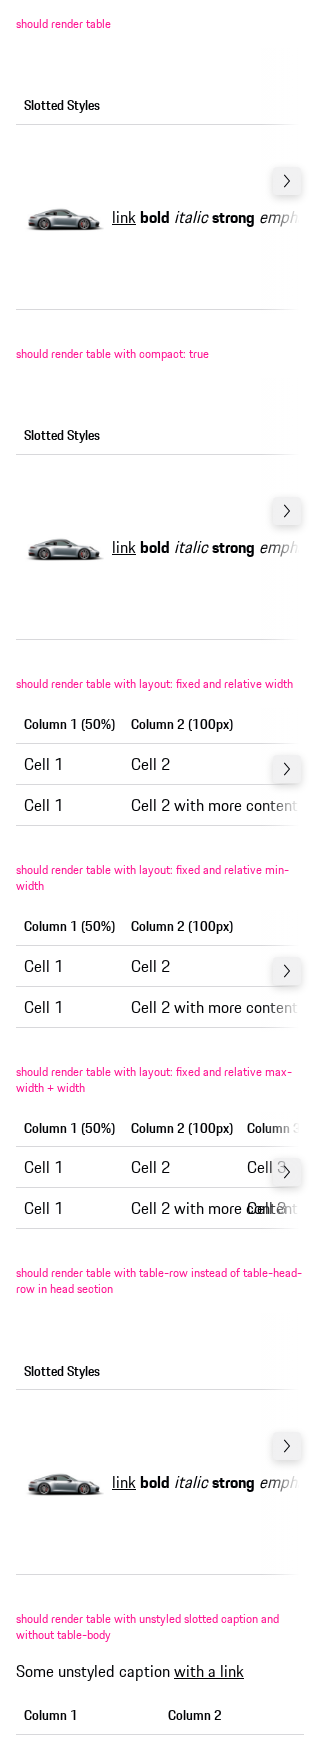 should render table
Slotted Styles
link bold italic strong emph
should render table with compact: true
Slotted Styles
link bold italic strong emph
should render table with layout: fixed and relative width
Column 1 (50%) Column 2 (100px)
Cell 1 Cell 2
Cell 1 Cell 2 with more content
should render table with layout: fixed and relative min-
width
Column 1 (50%) Column 2 (100px)
Cell 1 Cell 2
Cell 1 Cell 2 with more content
should render table with layout: fixed and relative max-
width + width
Column 1 (50%) Column 2 (100px) Column 3
Cell 1 Cell 2 Cell 3
Cell 1 Cell 2 with more content Cell 3
should render table with table-row instead of table-head-
row in head section
Slotted Styles
link bold italic strong emph
should render table with unstyled slotted caption and
without table-body
Some unstyled caption with a link
Column 1 Column 2